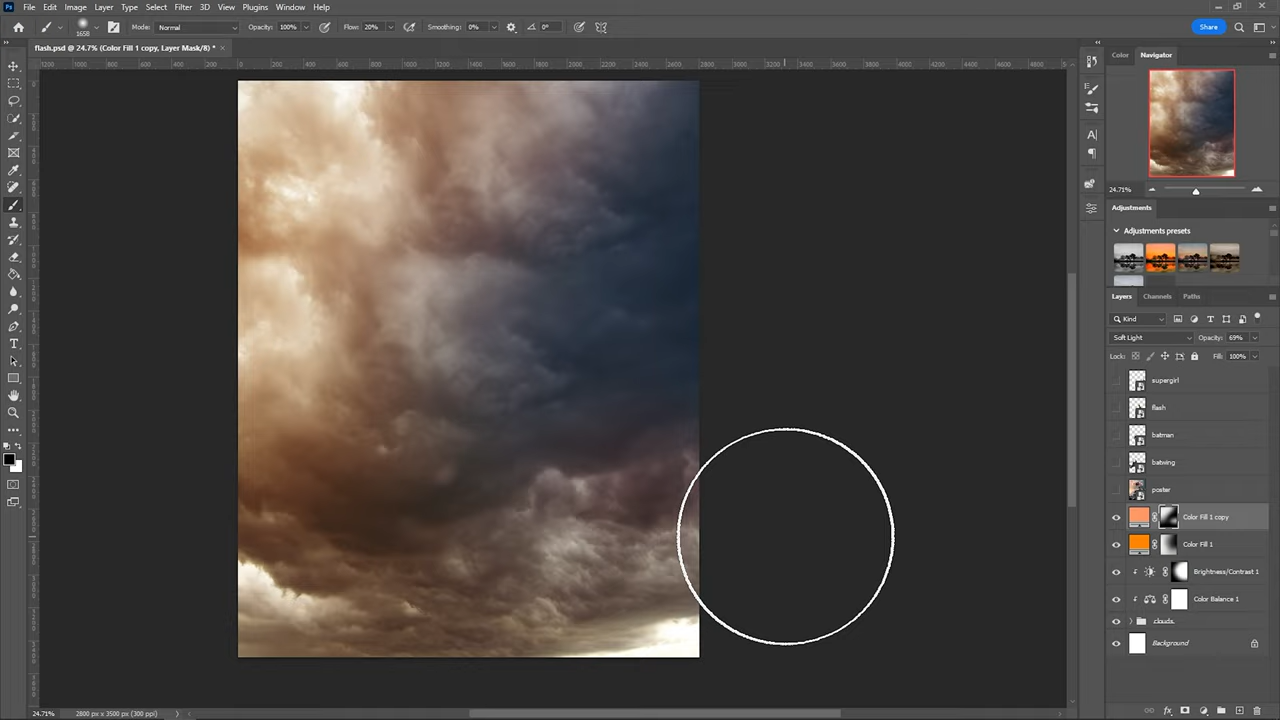 File Edit Image Layer Type Select Filter 3D View Plugins Window Help
1658 Mode: Normal Opacity: 100% Flow: 20% Smoothing: 0% 0° Share
flash.psd @ 24.7% (Color Fill 1 copy, Layer Mask/8) *
Color Navigator
24.71%
Adjustments
Adjustments presets
Layers Channels Paths
Kind
Soft Light Opacity: 69%
Lock: Fill: 100%
supergirl
flash
batman
batwing
poster
Color Fill 1 copy
Color Fill 1
Brightness/Contrast 1
Color Balance 1
clouds
Background
24.71% 2800 px x 3500 px (300 ppi)